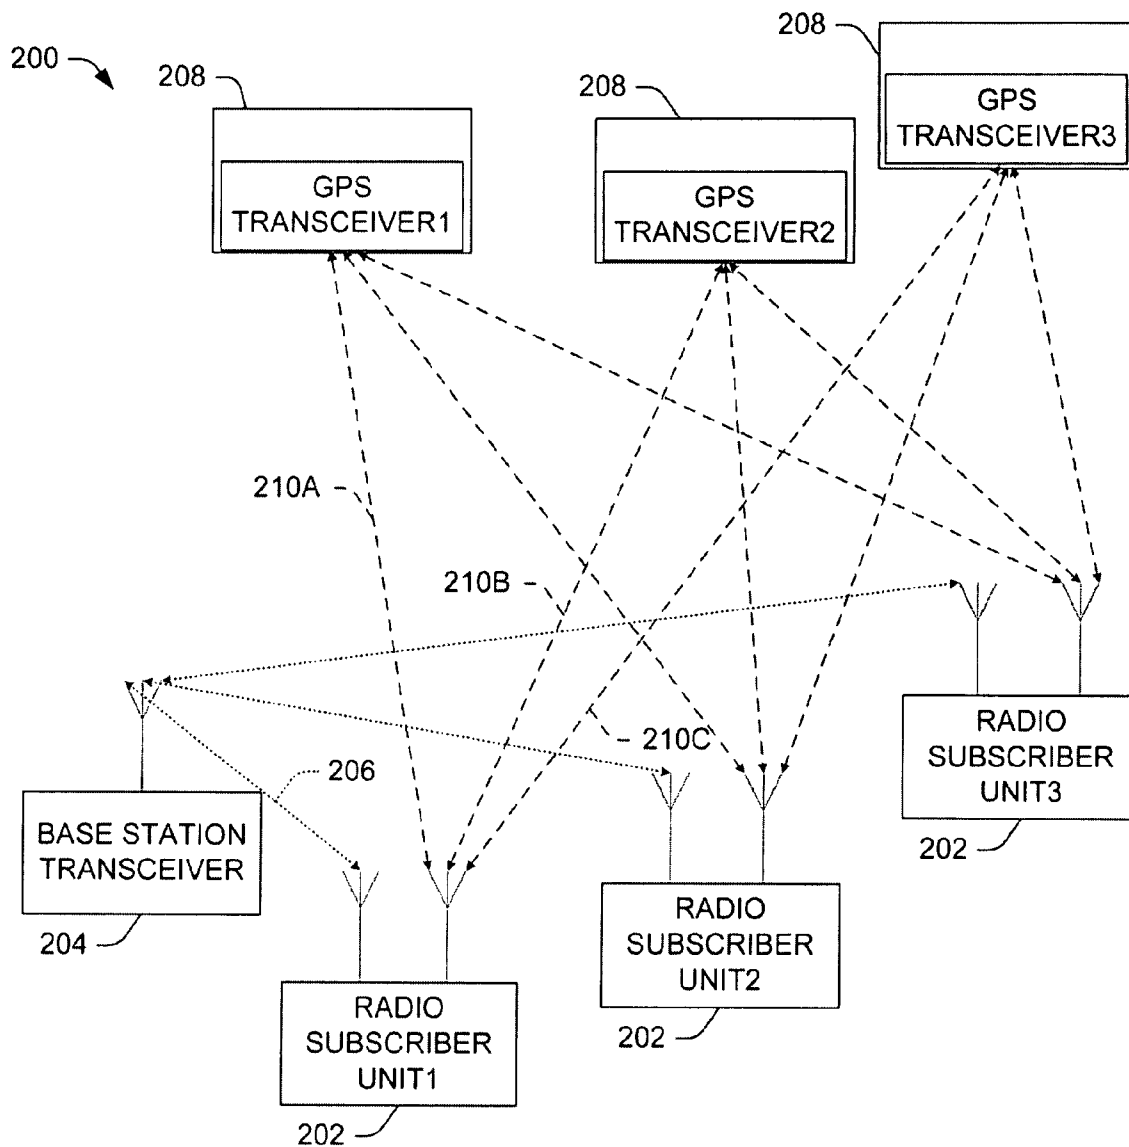 208
200
208
GPS
TRANSCEIVER3
208
GPS
TRANSCEIVER1
GPS
TRANSCEIVER2
210A
210B
210C
206
RADIO
SUBSCRIBER
UNIT3
BASE STATION
TRANSCEIVER
202
204
RADIO
SUBSCRIBER
UNIT2
RADIO
SUBSCRIBER
UNIT1
202
202